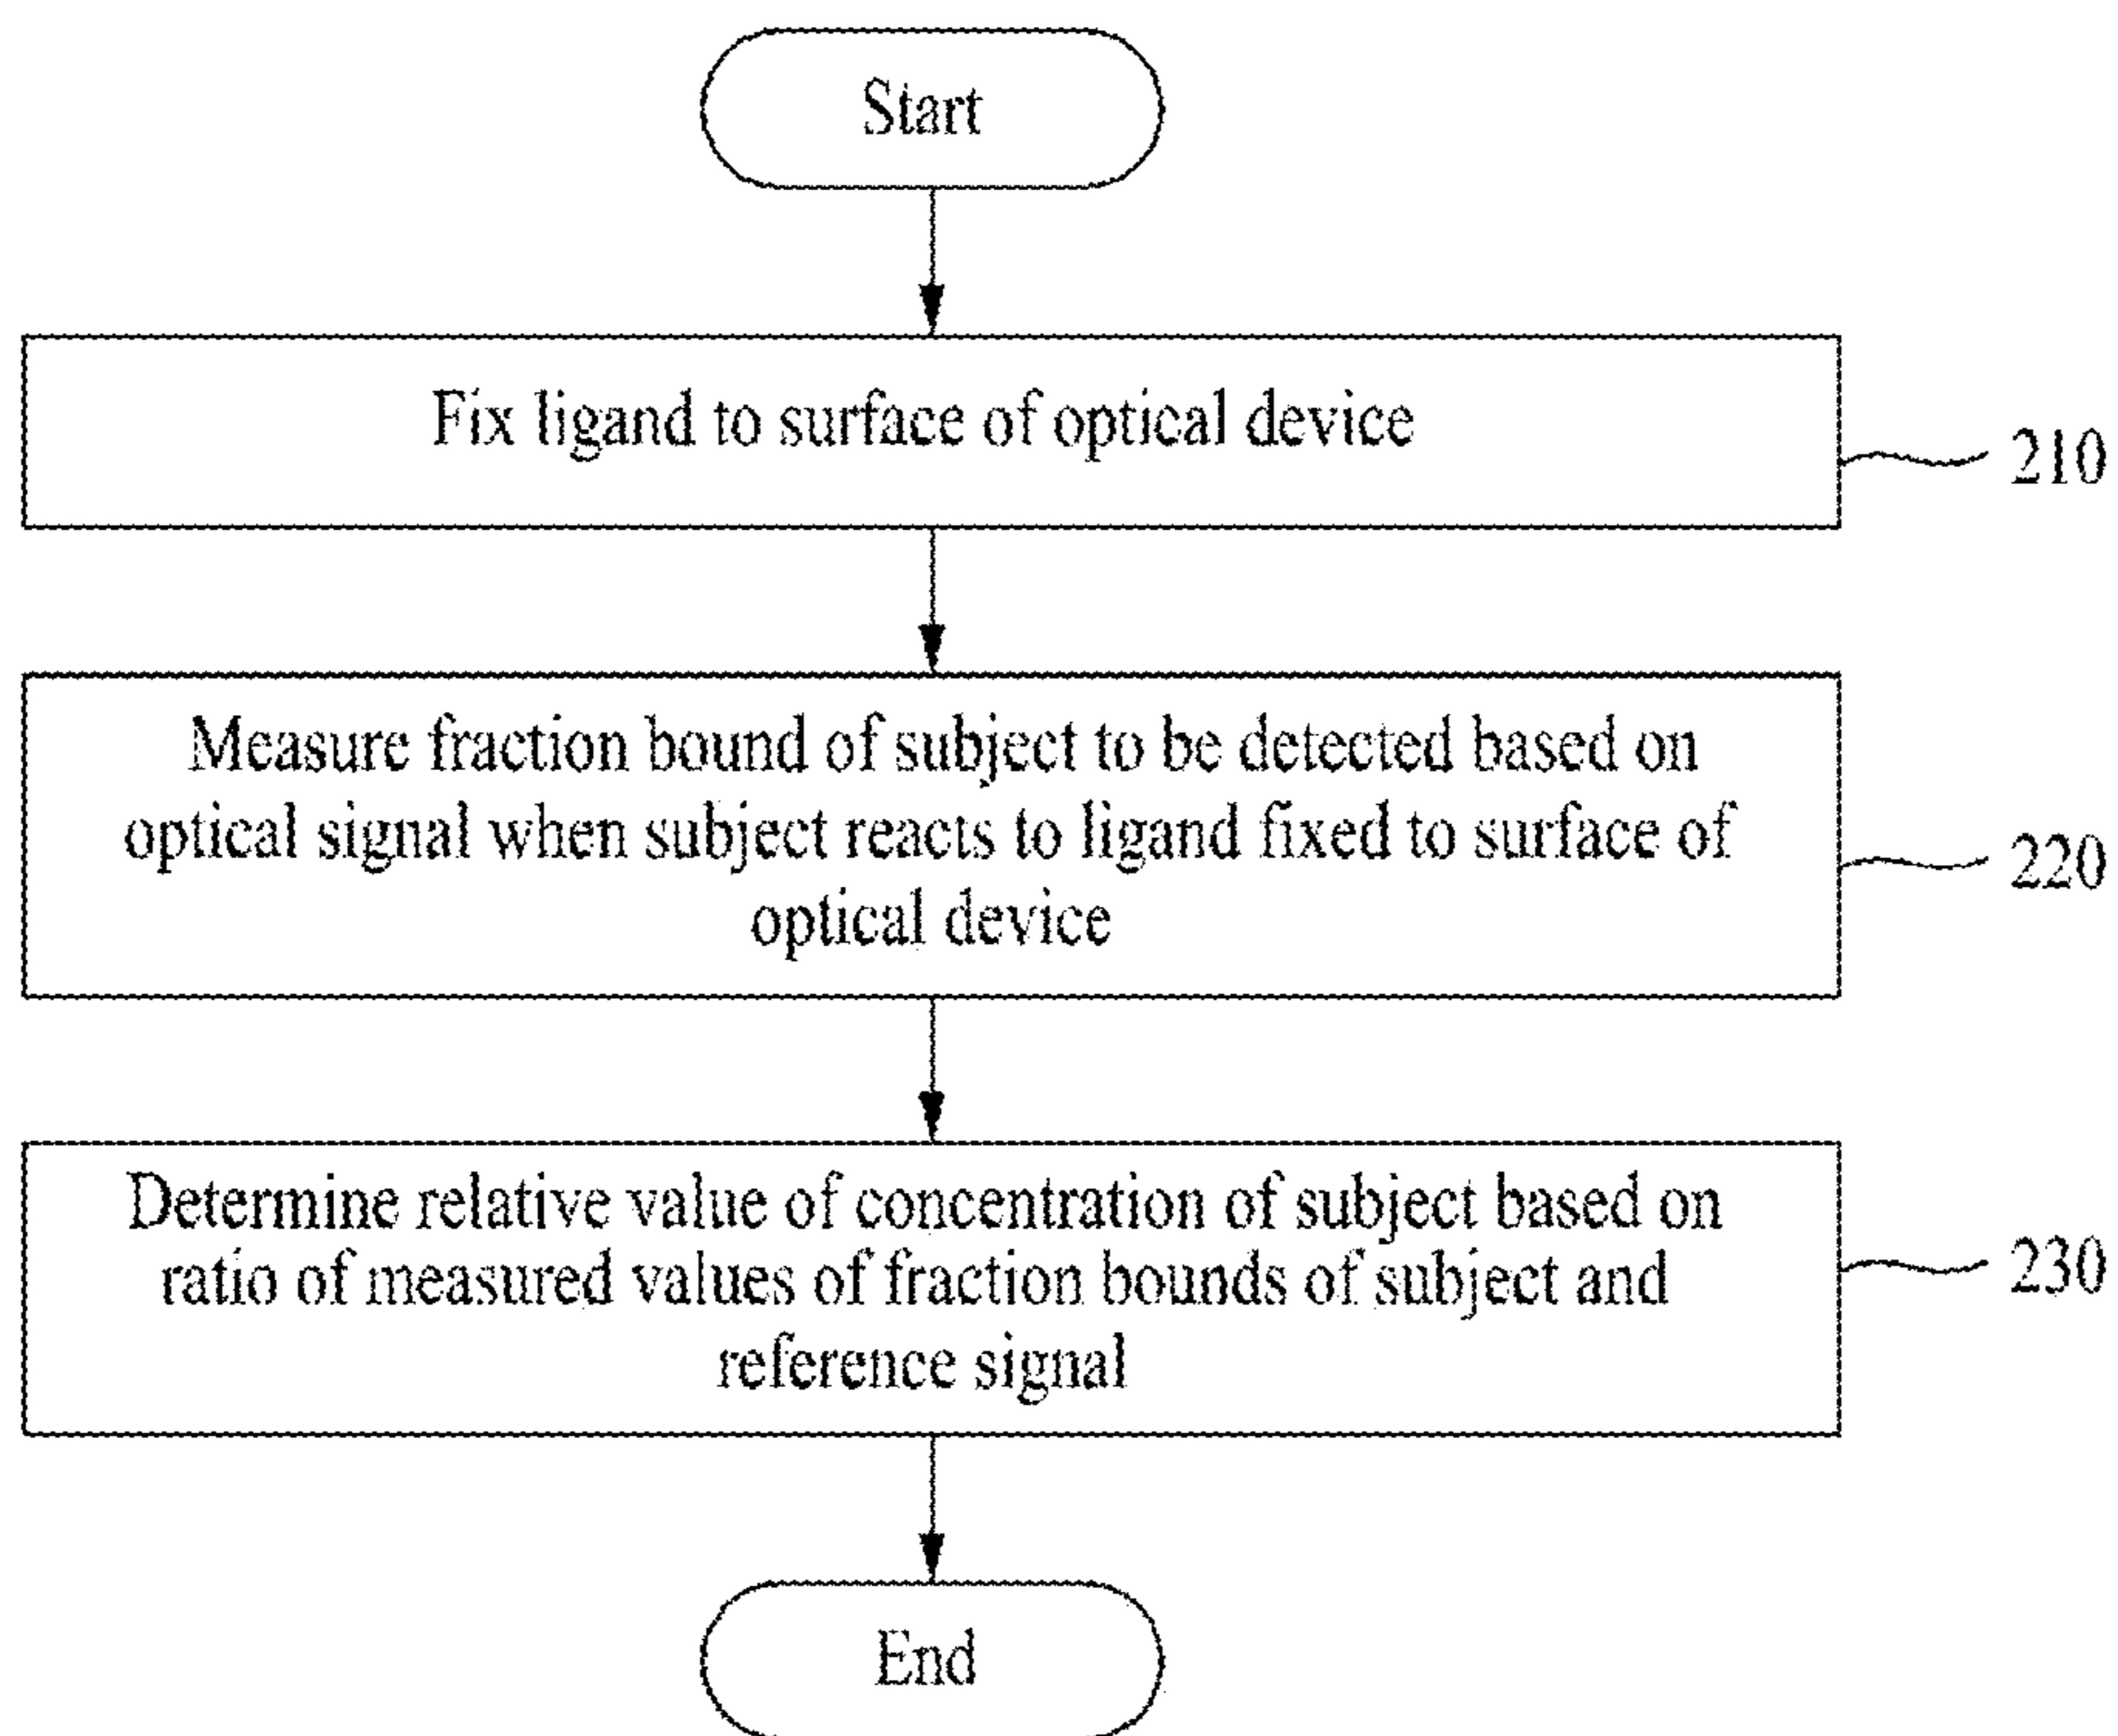 Start
Fix ligand to surface of optical device
210
Measure fraction bound of subject to be detected based on
optical signal when subject reacts to ligand fixed to surface of
optical device
220
Determine relative value of concentration of subject based on
ratio of measured values of fraction bounds of subject and
reference signal
230
End